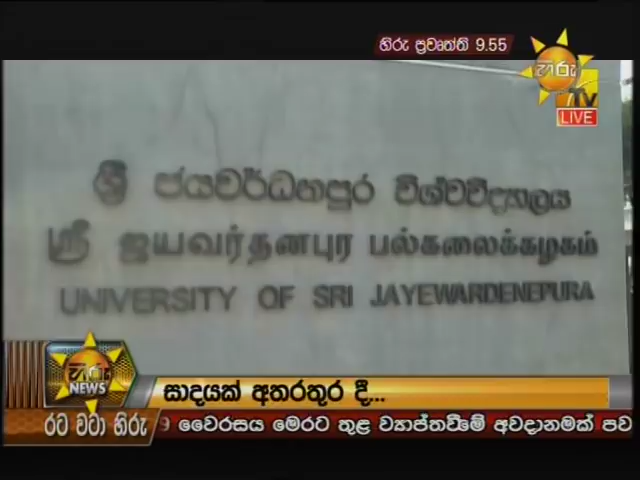 හිරු ප්‍රවෘත්ති 9.55
හිරු
tv
LIVE
ශ්‍රී ජයවර්ධනපුර විශ්වවිද්‍යාලය
ஸ்ரீ ஜயவர்தனபுர பல்கலைக்கழகம்
UNIVERSITY OF SRI JAYEWARDENEPURA
හිරු
NEWS
සාදයක් අතරතුර දී...
රට වටා හිරු
9 වෛරසය මෙරට තුළ ව්‍යාප්තවීමේ අවදානමක් පව